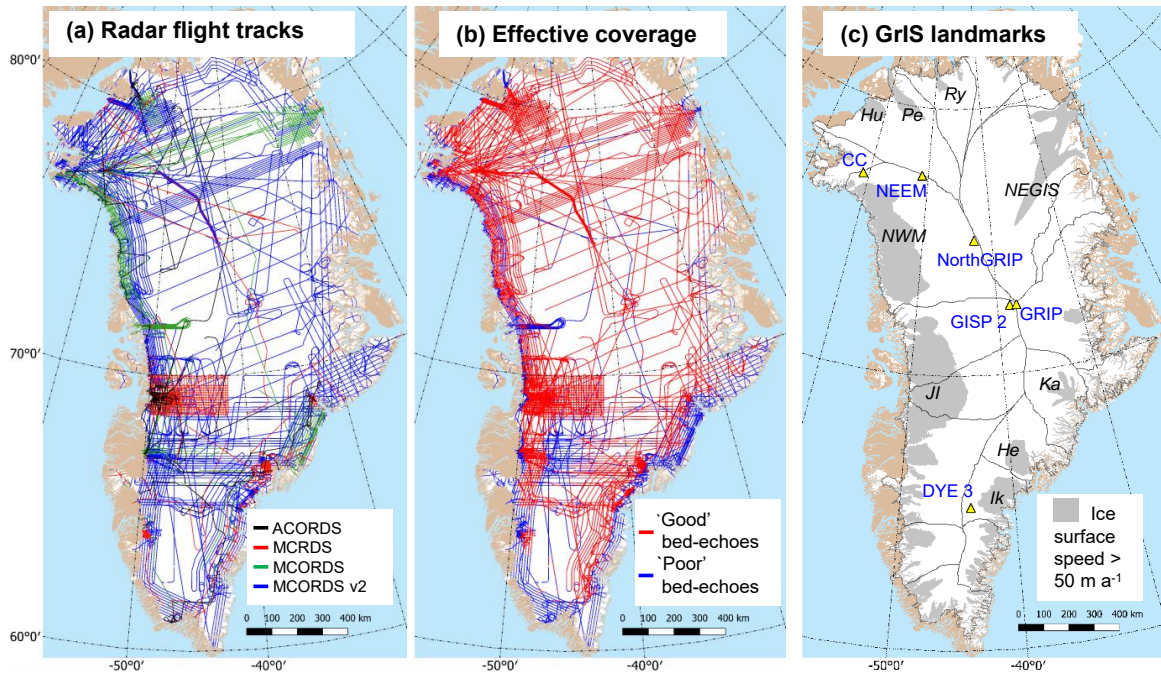 (a) Radar flight tracks
(b) Effective coverage
(c) GrIS landmarks
80°0′
70°0′
60°0′
ACORDS
MCRDS
MCORDS
MCORDS v2
0 100 200 300 400 km
-50°0′
-40°0′
`Good’
bed-echoes
`Poor’
bed-echoes
0 100 200 300 400 km
-50°0′
-40°0′
Hu
Pe
Ry
CC
NEEM
NEGIS
NWM
NorthGRIP
GISP 2
GRIP
JI
Ka
He
DYE 3
Ik
Ice
surface
speed >
50 m a⁻¹
0 100 200 300 400 km
-50°0′
-40°0′